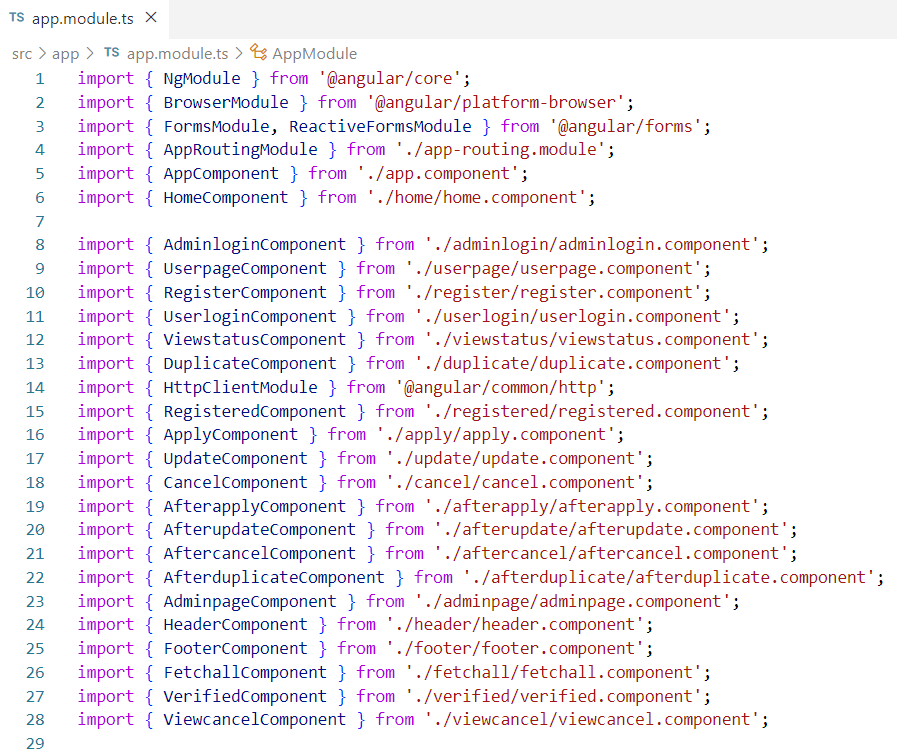 TS app.module.ts ×
src > app > TS app.module.ts > AppModule
1 import { NgModule } from '@angular/core';
2 import { BrowserModule } from '@angular/platform-browser';
3 import { FormsModule, ReactiveFormsModule } from '@angular/forms';
4 import { AppRoutingModule } from './app-routing.module';
5 import { AppComponent } from './app.component';
6 import { HomeComponent } from './home/home.component';
7
8 import { AdminloginComponent } from './adminlogin/adminlogin.component';
9 import { UserpageComponent } from './userpage/userpage.component';
10 import { RegisterComponent } from './register/register.component';
11 import { UserloginComponent } from './userlogin/userlogin.component';
12 import { ViewstatusComponent } from './viewstatus/viewstatus.component';
13 import { DuplicateComponent } from './duplicate/duplicate.component';
14 import { HttpClientModule } from '@angular/common/http';
15 import { RegisteredComponent } from './registered/registered.component';
16 import { ApplyComponent } from './apply/apply.component';
17 import { UpdateComponent } from './update/update.component';
18 import { CancelComponent } from './cancel/cancel.component';
19 import { AfterapplyComponent } from './afterapply/afterapply.component';
20 import { AfterupdateComponent } from './afterupdate/afterupdate.component';
21 import { AftercancelComponent } from './aftercancel/aftercancel.component';
22 import { AfterduplicateComponent } from './afterduplicate/afterduplicate.component';
23 import { AdminpageComponent } from './adminpage/adminpage.component';
24 import { HeaderComponent } from './header/header.component';
25 import { FooterComponent } from './footer/footer.component';
26 import { FetchallComponent } from './fetchall/fetchall.component';
27 import { VerifiedComponent } from './verified/verified.component';
28 import { ViewcancelComponent } from './viewcancel/viewcancel.component';
29